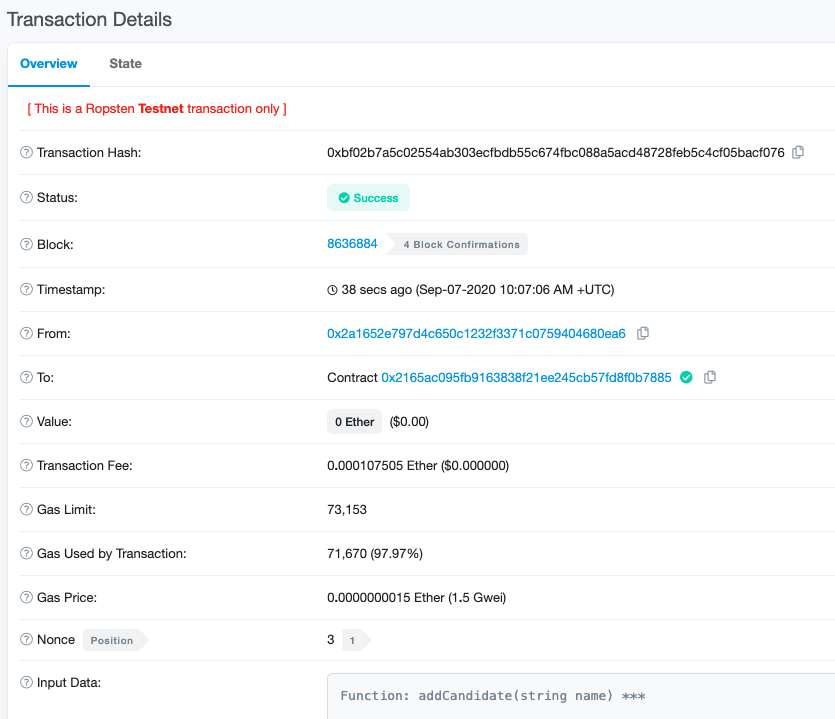 Transaction Details
Overview State
[ This is a Ropsten Testnet transaction only ]
Transaction Hash: 0xbf02b7a5c02554ab303ecfbdb55c674fbc088a5acd48728feb5c4cf05bacf076
Status: Success
Block: 8636884 4 Block Confirmations
Timestamp: 38 secs ago (Sep-07-2020 10:07:06 AM +UTC)
From: 0x2a1652e797d4c650c1232f3371c0759404680ea6
To: Contract 0x2165ac095fb9163838f21ee245cb57fd8f0b7885
Value: 0 Ether ($0.00)
Transaction Fee: 0.000107505 Ether ($0.000000)
Gas Limit: 73,153
Gas Used by Transaction: 71,670 (97.97%)
Gas Price: 0.0000000015 Ether (1.5 Gwei)
Nonce Position 3 1
Input Data: Function: addCandidate(string name) ***